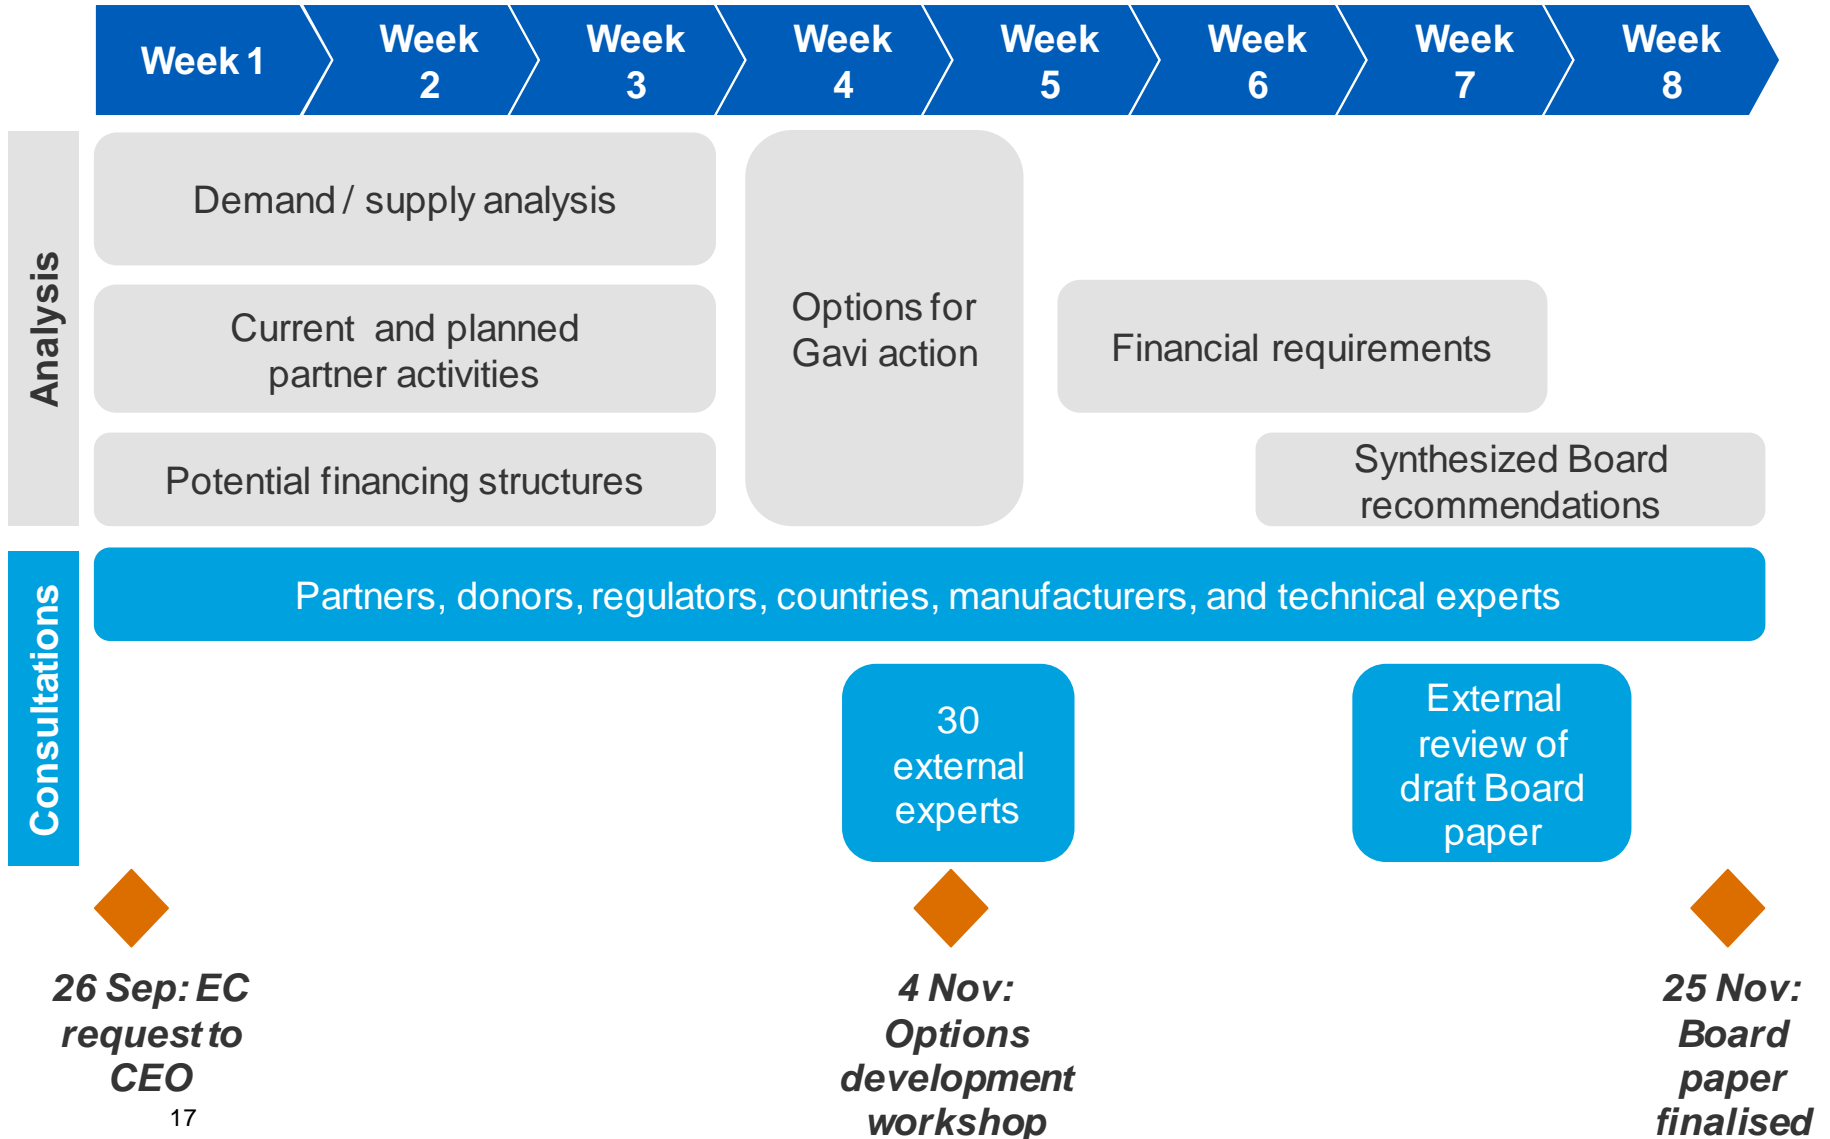 Week 1
Week
2
Week
3
Week
4
Week
5
Week
6
Week
7
Week
8
Analysis
Demand / supply analysis
Current and planned
partner activities
Potential financing structures
Options for
Gavi action
Financial requirements
Synthesized Board
recommendations
Consultations
Partners, donors, regulators, countries, manufacturers, and technical experts
30
external
experts
External
review of
draft Board
paper
26 Sep: EC
request to
CEO
4 Nov:
Options
development
workshop
25 Nov:
Board
paper
finalised
17